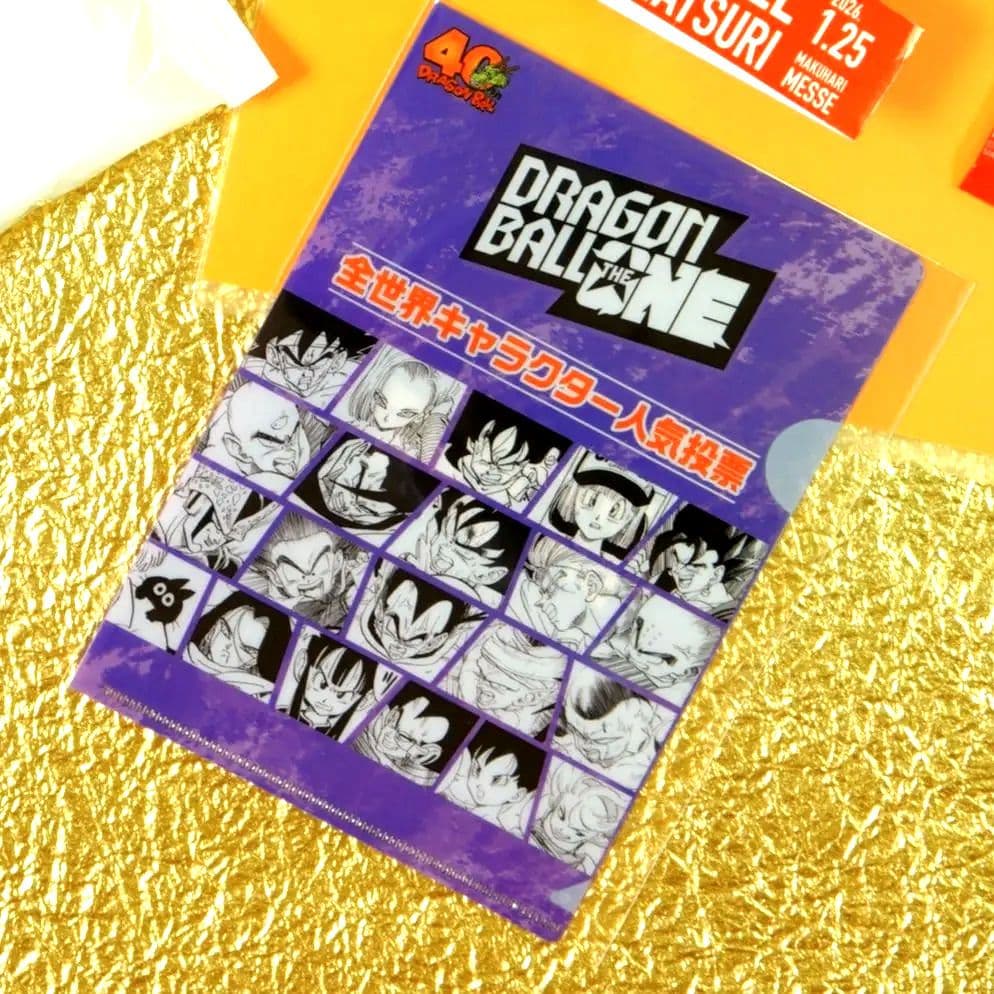 2026.
1.25
MAKUHARI
MESSE
40
DRAGON BALL
DRAGON
BALL THE ONE
全世界キャラクター人気投票